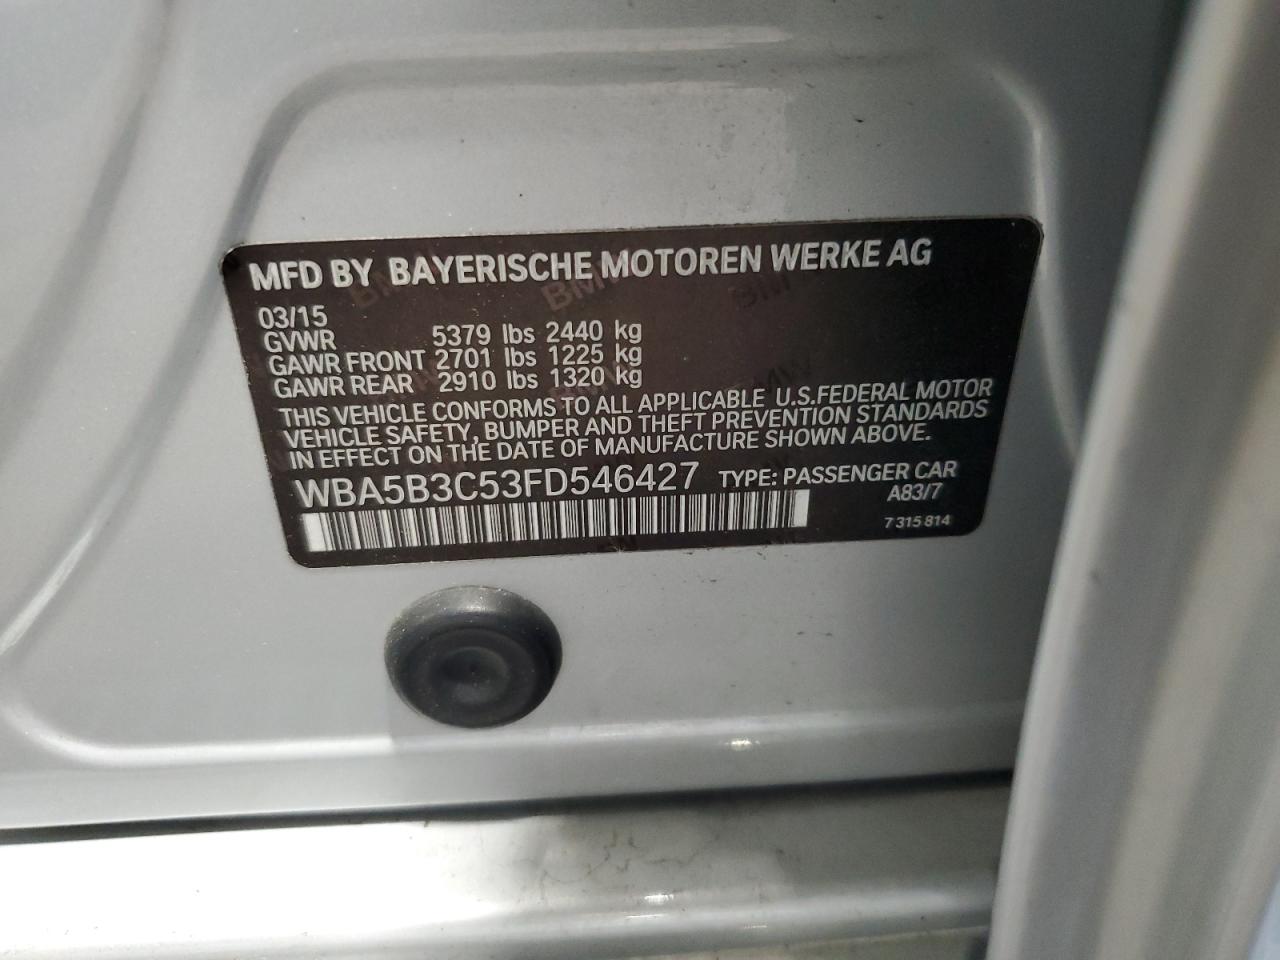 MFD BY BAYERISCHE MOTOREN WERKE AG
03/15
GVWR 5379 lbs 2440 kg
GAWR FRONT 2701 lbs 1225 kg
GAWR REAR 2910 lbs 1320 kg
THIS VEHICLE CONFORMS TO ALL APPLICABLE U.S.FEDERAL MOTOR
VEHICLE SAFETY, BUMPER AND THEFT PREVENTION STANDARDS
IN EFFECT ON THE DATE OF MANUFACTURE SHOWN ABOVE.
WBA5B3C53FD546427 TYPE: PASSENGER CAR
A83/7
7 315 814